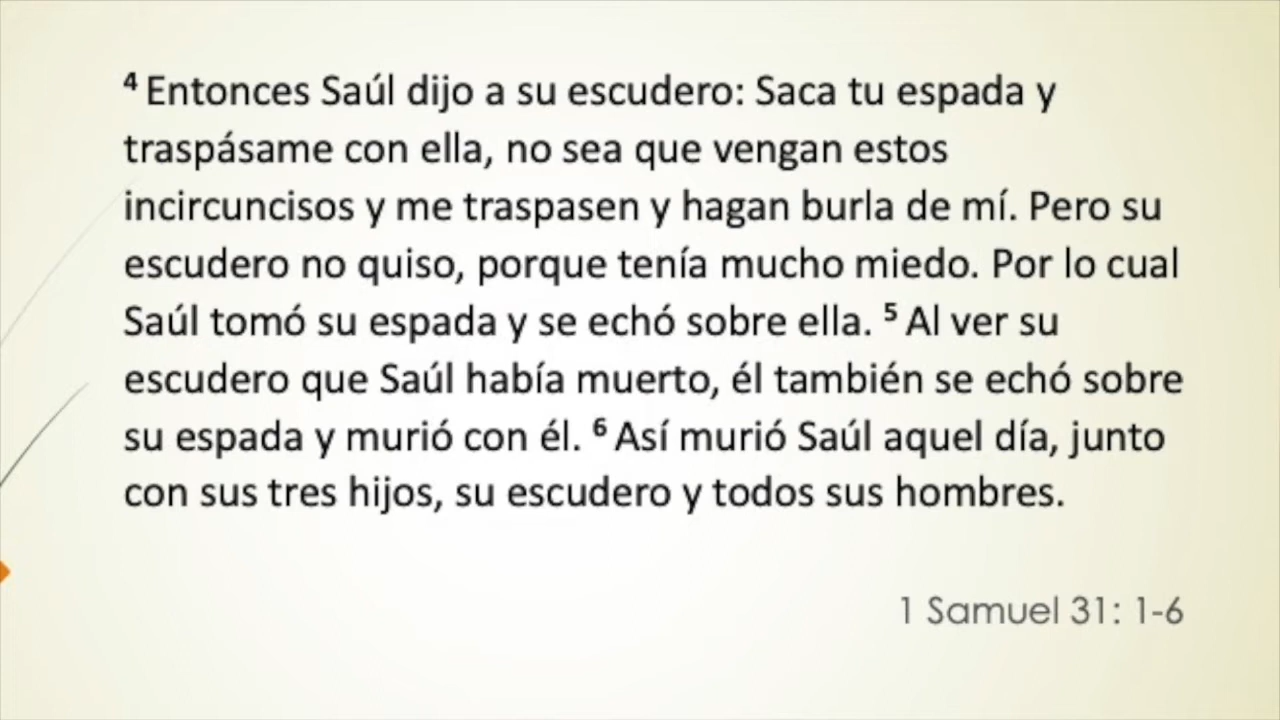 ⁴ Entonces Saúl dijo a su escudero: Saca tu espada y
traspásame con ella, no sea que vengan estos
incircuncisos y me traspasen y hagan burla de mí. Pero su
escudero no quiso, porque tenía mucho miedo. Por lo cual
Saúl tomó su espada y se echó sobre ella. ⁵ Al ver su
escudero que Saúl había muerto, él también se echó sobre
su espada y murió con él. ⁶ Así murió Saúl aquel día, junto
con sus tres hijos, su escudero y todos sus hombres.
1 Samuel 31: 1-6